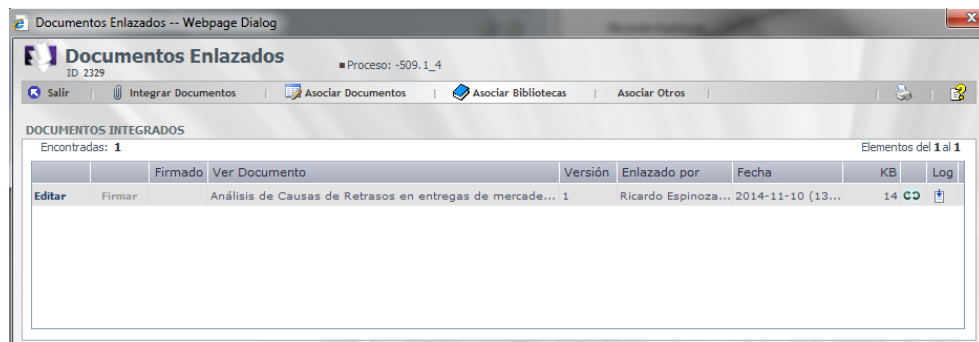 Documentos Enlazados -- Webpage Dialog
X
Documentos Enlazados
ID 2329
Proceso: -509.1_4
Salir | Integrar Documentos | Asociar Documentos | Asociar Bibliotecas | Asociar Otros |
DOCUMENTOS INTEGRADOS
Encontradas: 1 Elementos del 1 al 1
Firmado Ver Documento Versión Enlazado por Fecha KB Log
Editar Firmar Análisis de Causas de Retrasos en entregas de mercade... 1 Ricardo Espinoza... 2014-11-10 (13... 14